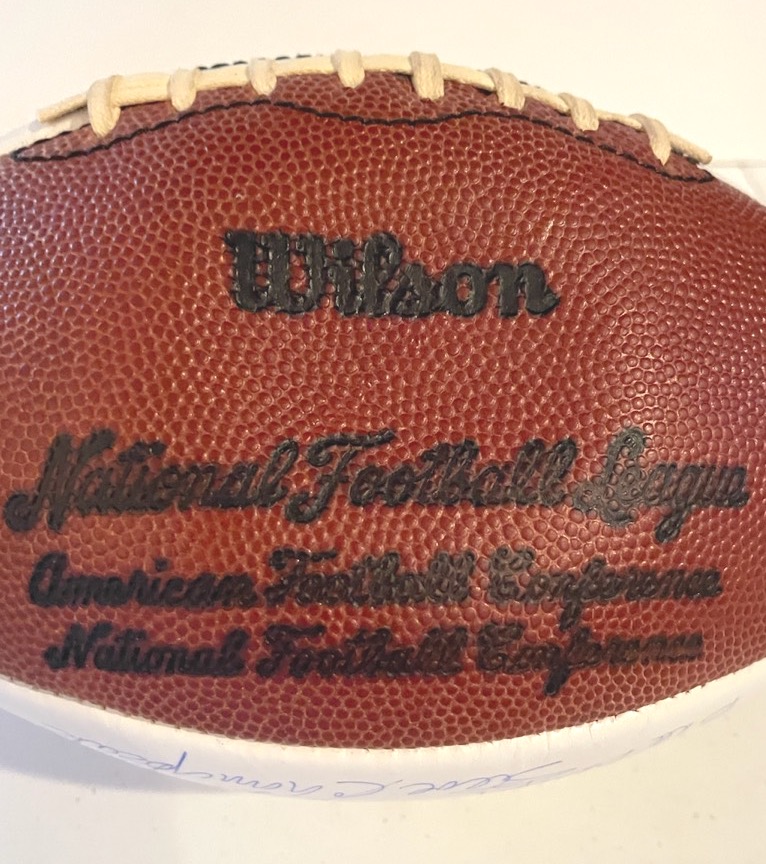 Wilson
National Football League
American Football Conference
National Football Conference